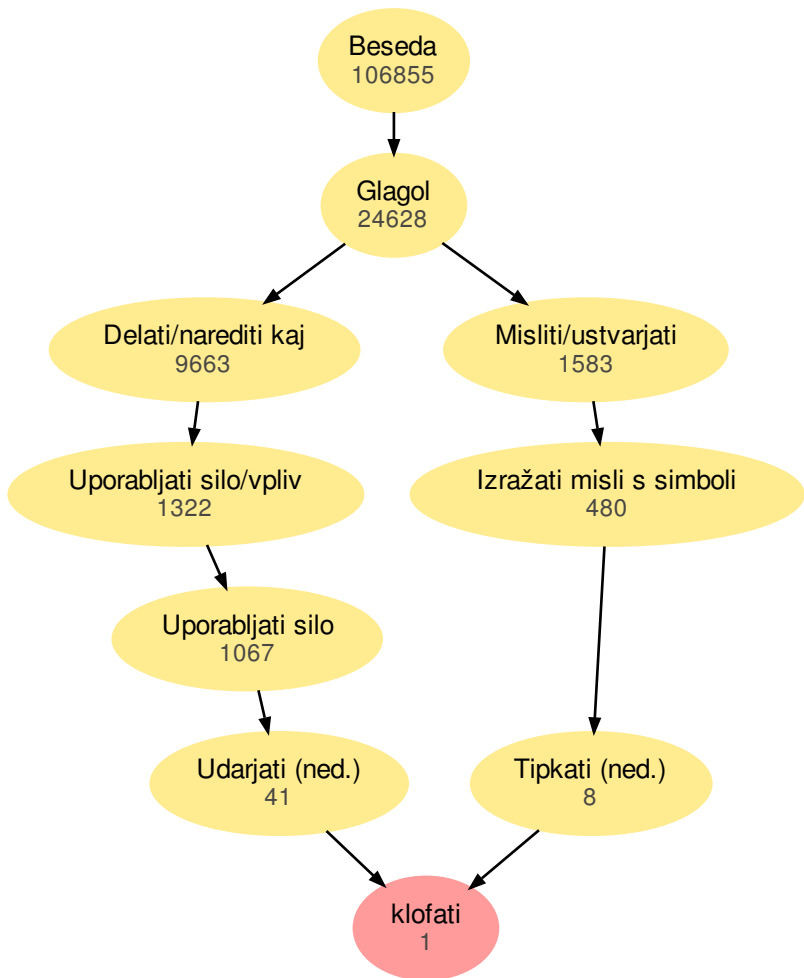 Beseda
106855
Glagol
24628
Delati/narediti kaj
9663
Misliti/ustvarjati
1583
Uporabljati silo/vpliv
1322
Izražati misli s simboli
480
Uporabljati silo
1067
Udarjati (ned.)
41
Tipkati (ned.)
8
klofati
1